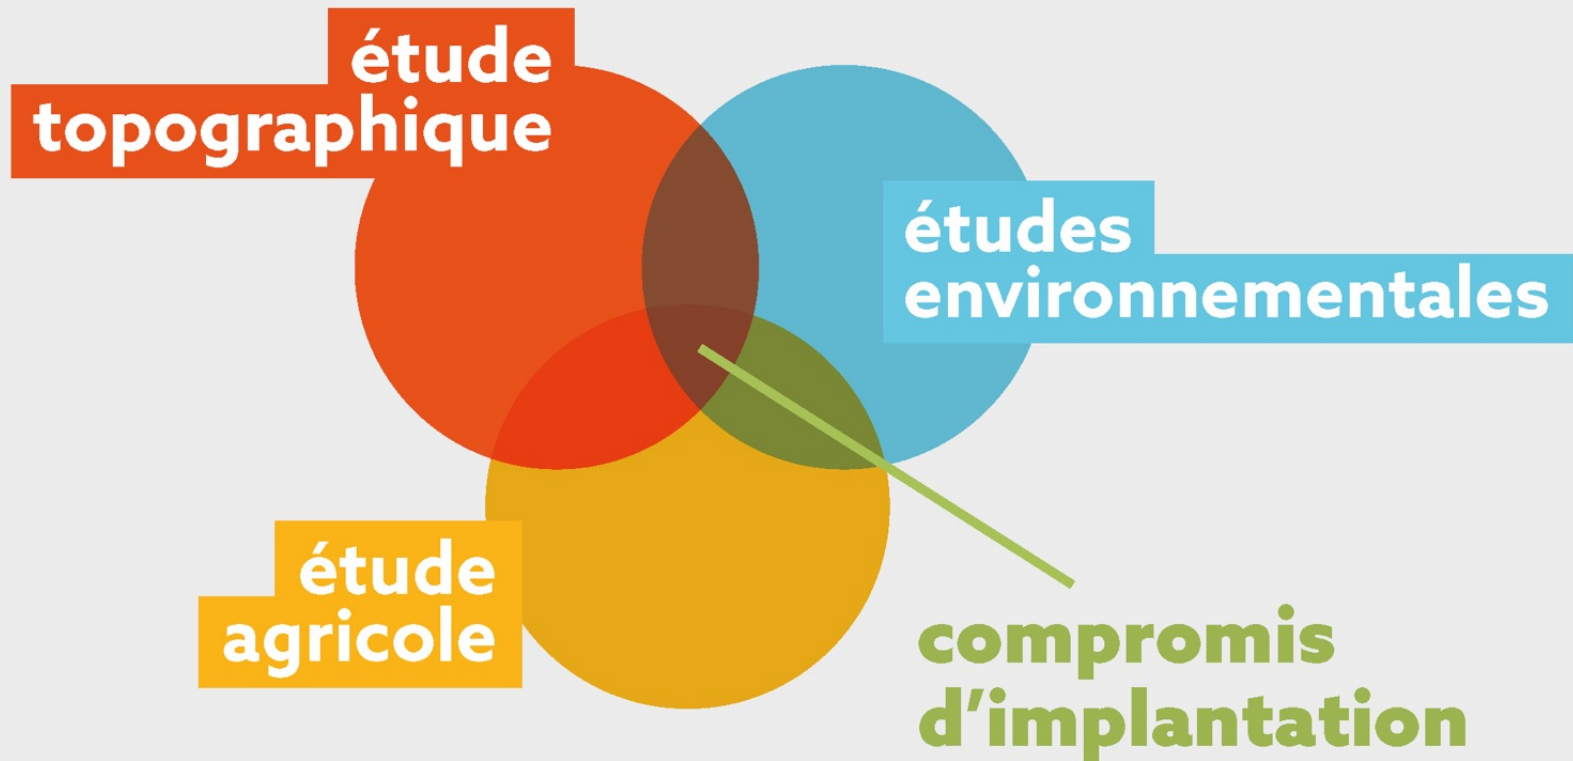 étude
topographique
études
environnementales
étude
agricole
compromis
d'implantation